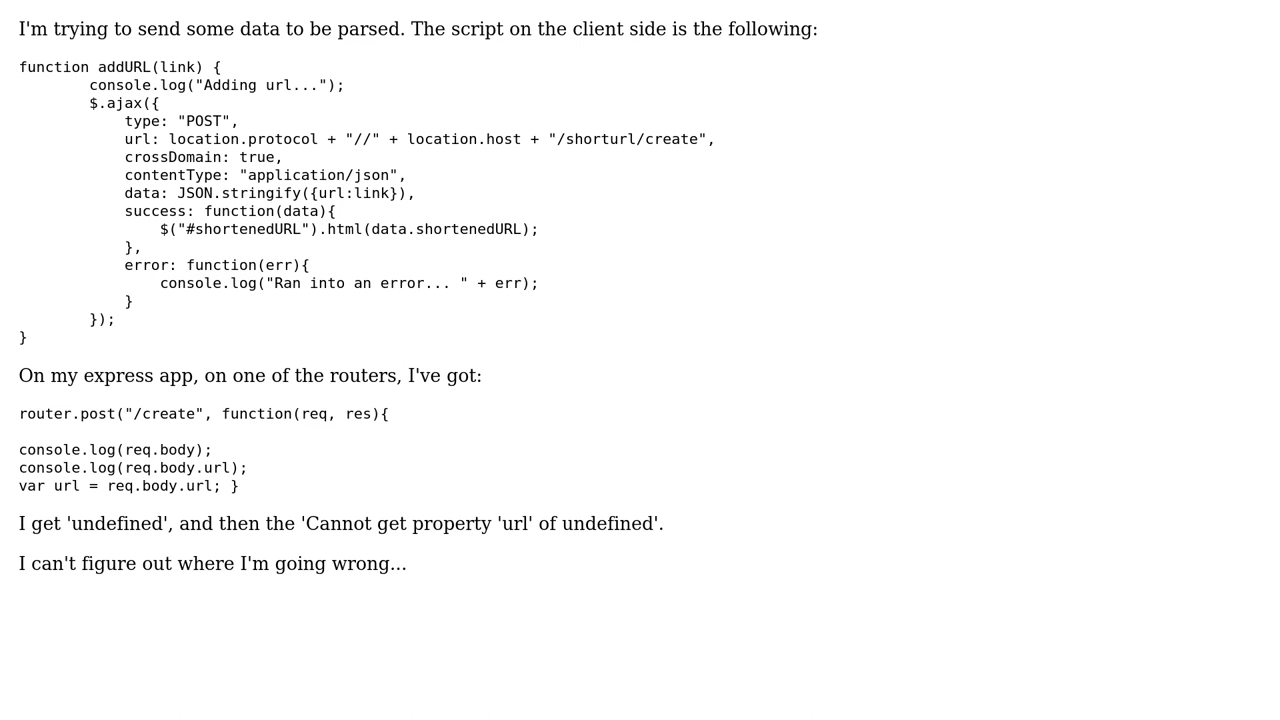 I'm trying to send some data to be parsed. The script on the client side is the following:
function addURL(link) {
        console.log("Adding url...");
        $.ajax({
            type: "POST",
            url: location.protocol + "//" + location.host + "/shorturl/create",
            crossDomain: true,
            contentType: "application/json",
            data: JSON.stringify({url:link}),
            success: function(data){
                $("#shortenedURL").html(data.shortenedURL);
            },
            error: function(err){
                console.log("Ran into an error... " + err);
            }
        });
}
On my express app, on one of the routers, I've got:
router.post("/create", function(req, res){
console.log(req.body);
console.log(req.body.url);
var url = req.body.url; }
I get 'undefined', and then the 'Cannot get property 'url' of undefined'.
I can't figure out where I'm going wrong...